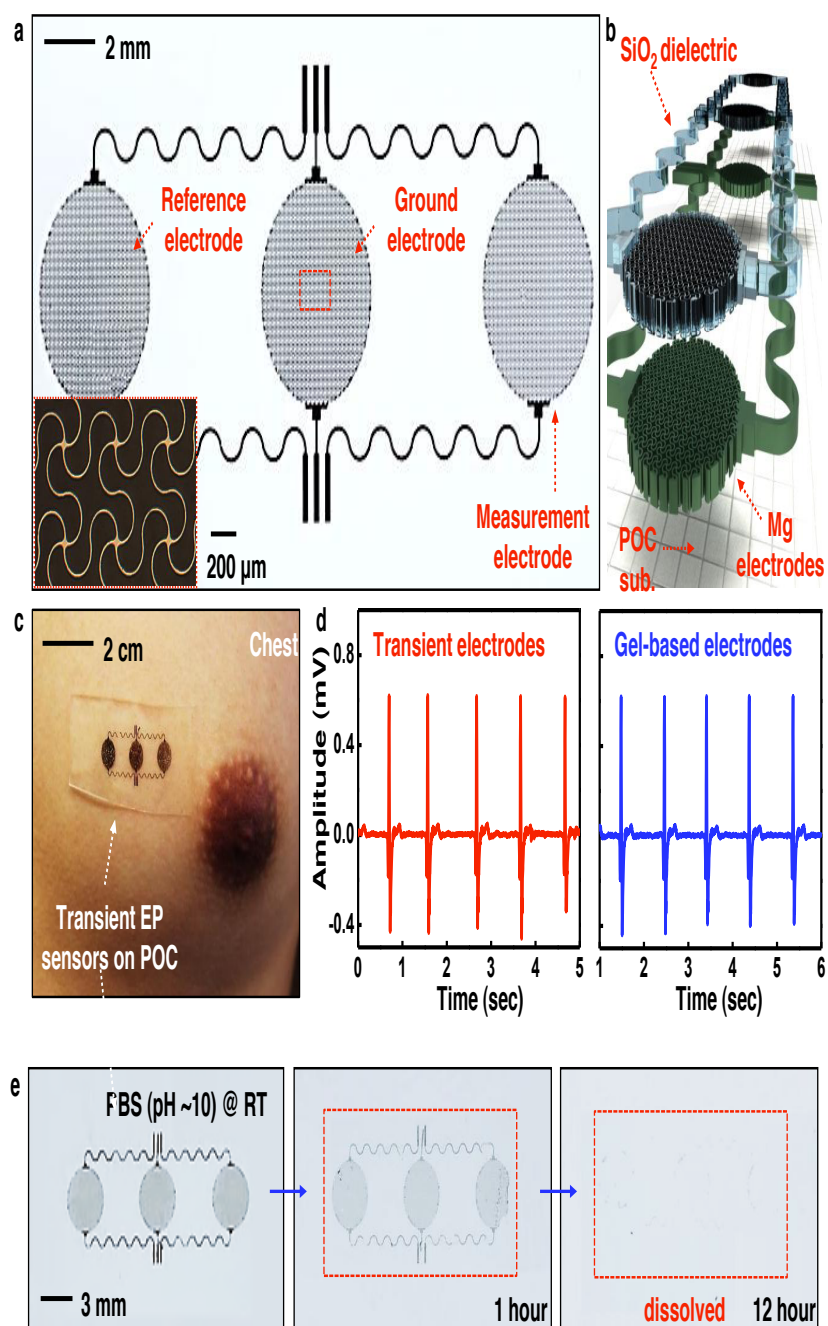 a
2 mm
Reference
electrode
Ground
electrode
Measurement
electrode
200 μm
b
SiO2 dielectric
POC
sub.
Mg
electrodes
c
2 cm
Chest
Transient EP
sensors on POC
d
Transient electrodes
Gel-based electrodes
Amplitude (mV)
0.8
0.4
0.0
-0.4
0 1 2 3 4 5
1 2 3 4 5 6
Time (sec)
Time (sec)
e
PBS (pH ~10) @ RT
3 mm
1 hour
dissolved
12 hour